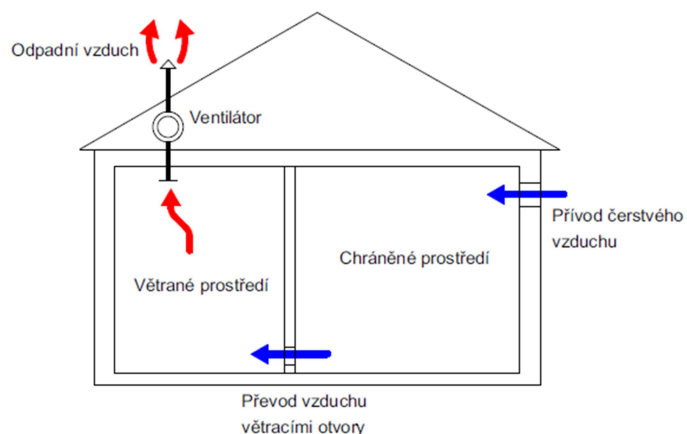 Odpadní vzduch
Ventilátor
Přívod čerstvého
vzduchu
Chráněné prostředí
Větrané prostředí
Převod vzduchu
větracími otvory